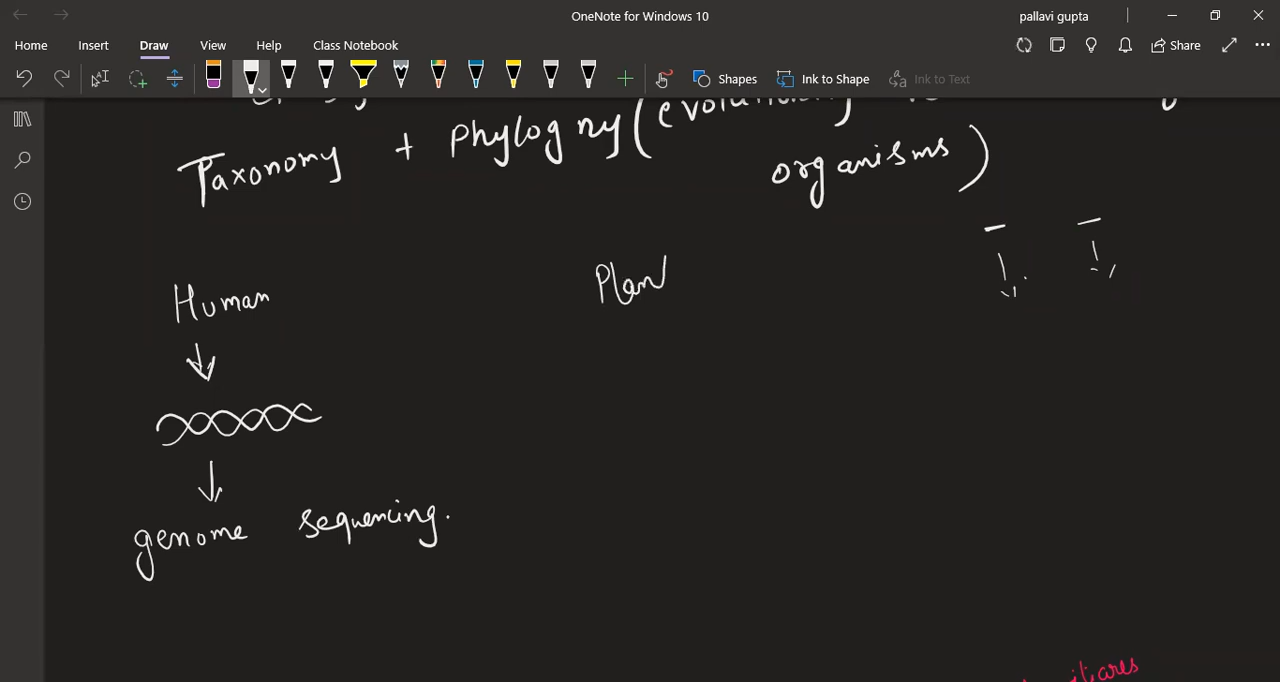 OneNote for Windows 10
pallavi gupta
Home Insert Draw View Help Class Notebook
Share
Shapes Ink to Shape Ink to Text
Taxonomy + Phylogny(
organisms)
Human
Plan
genome sequencing.